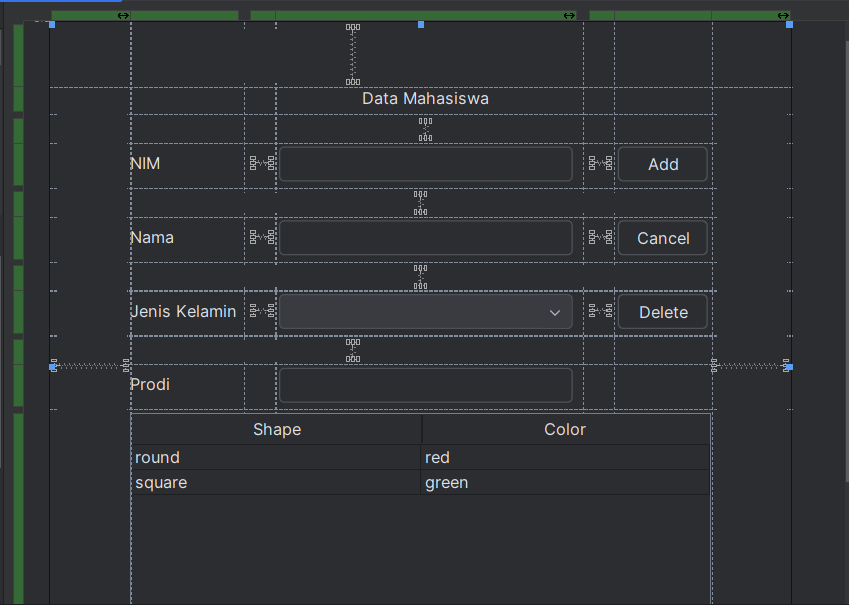 Data Mahasiswa
NIM Add
Nama Cancel
Jenis Kelamin Delete
Prodi
Shape Color
round red
square green